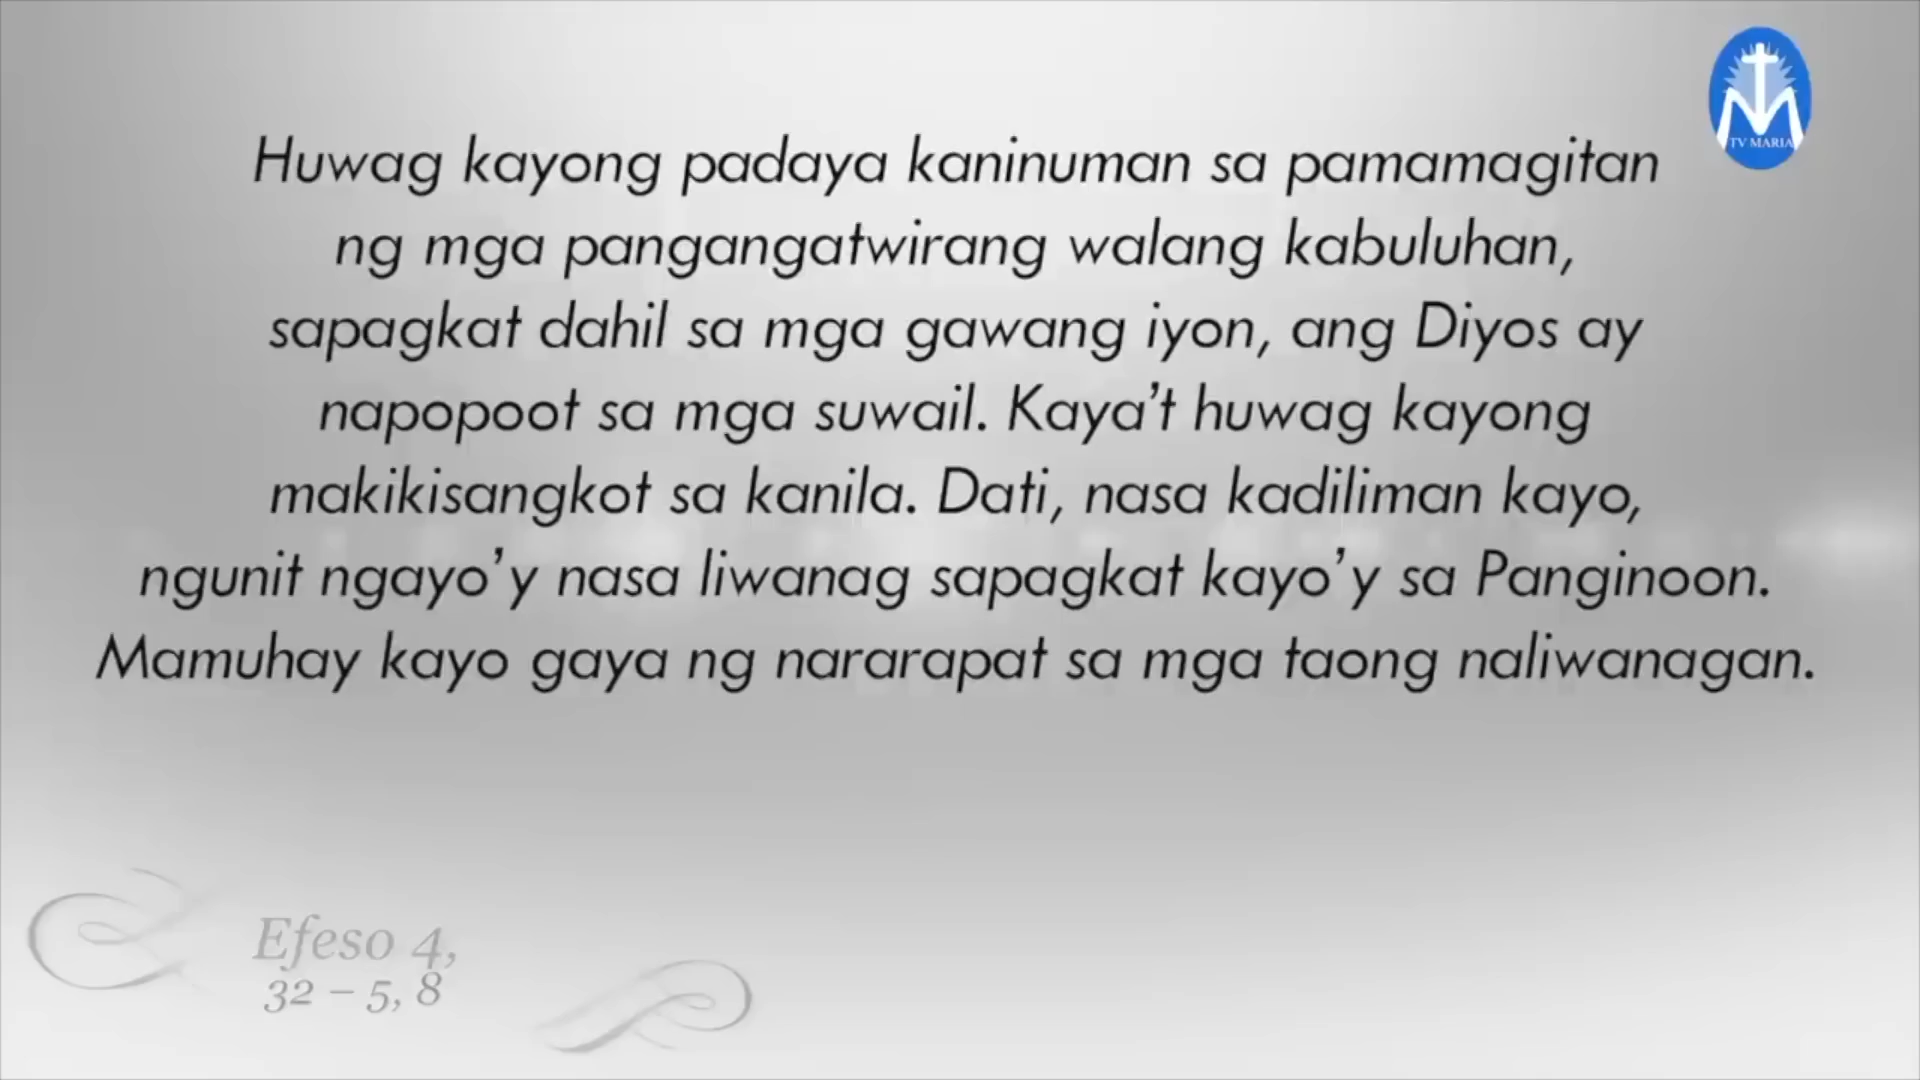 TV MARIA
Huwag kayong padaya kaninuman sa pamamagitan
ng mga pangangatwirang walang kabuluhan,
sapagkat dahil sa mga gawang iyon, ang Diyos ay
napopoot sa mga suwail. Kaya’t huwag kayong
makikisangkot sa kanila. Dati, nasa kadiliman kayo,
ngunit ngayo’y nasa liwanag sapagkat kayo’y sa Panginoon.
Mamuhay kayo gaya ng nararapat sa mga taong naliwanagan.
Efeso 4,
32 – 5, 8